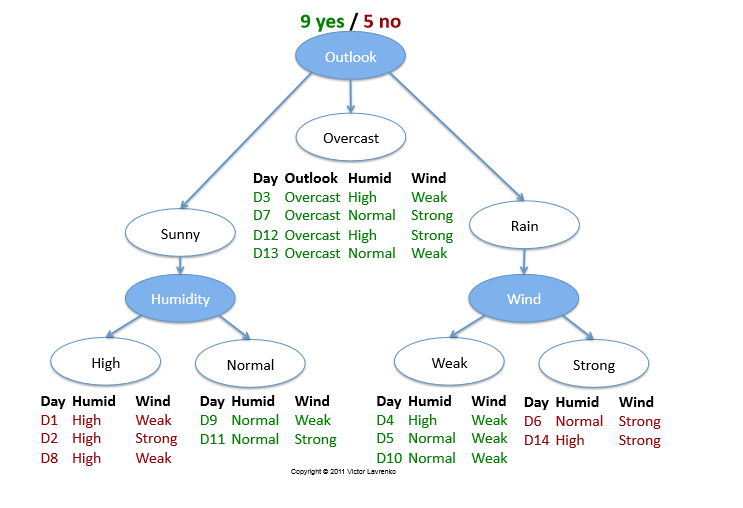 9 yes / 5 no
Outlook
Overcast
Day Outlook Humid Wind
D3 Overcast High Weak
D7 Overcast Normal Strong
D12 Overcast High Strong
D13 Overcast Normal Weak
Sunny
Rain
Humidity
Wind
High
Normal
Weak
Strong
Day Humid Wind
D1 High Weak
D2 High Strong
D8 High Weak
Day Humid Wind
D9 Normal Weak
D11 Normal Strong
Day Humid Wind
D4 High Weak
D5 Normal Weak
D10 Normal Weak
Day Humid Wind
D6 Normal Strong
D14 High Strong
Copyright © 2011 Victor Lavrenko